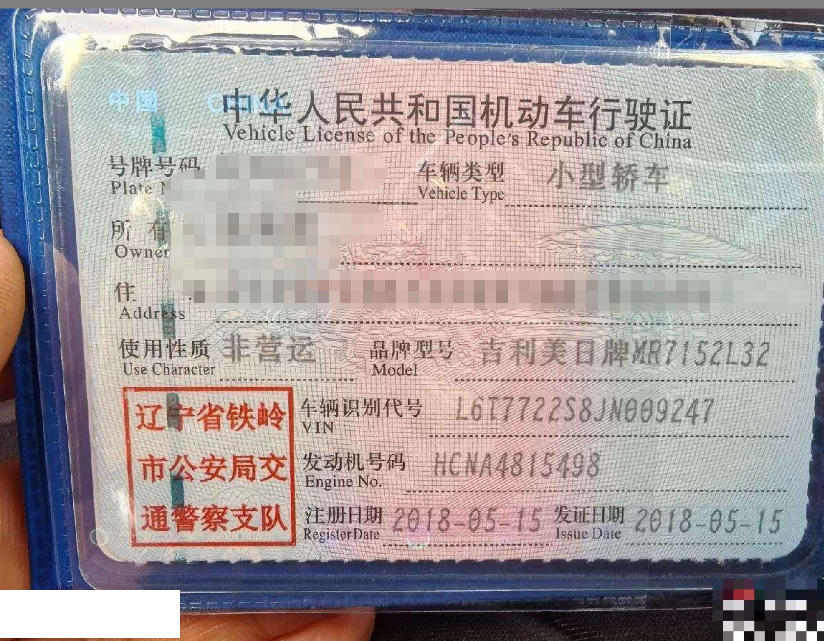 中国 CHINA
中华人民共和国机动车行驶证
Vehicle License of the People's Republic of China
号牌号码 车辆类型 小型轿车
Plate Vehicle Type
所有
Owner
住
Address
使用性质 非营运 品牌型号 吉利美日牌MR7152L32
Use Character Model
辽宁省铁岭 车辆识别代号 L6T7722S8JN009247
VIN
市公安局交 发动机号码 HCNA4815498
Engine No.
通警察支队 注册日期 2018-05-15 发证日期 2018-05-15
Register Date Issue Date